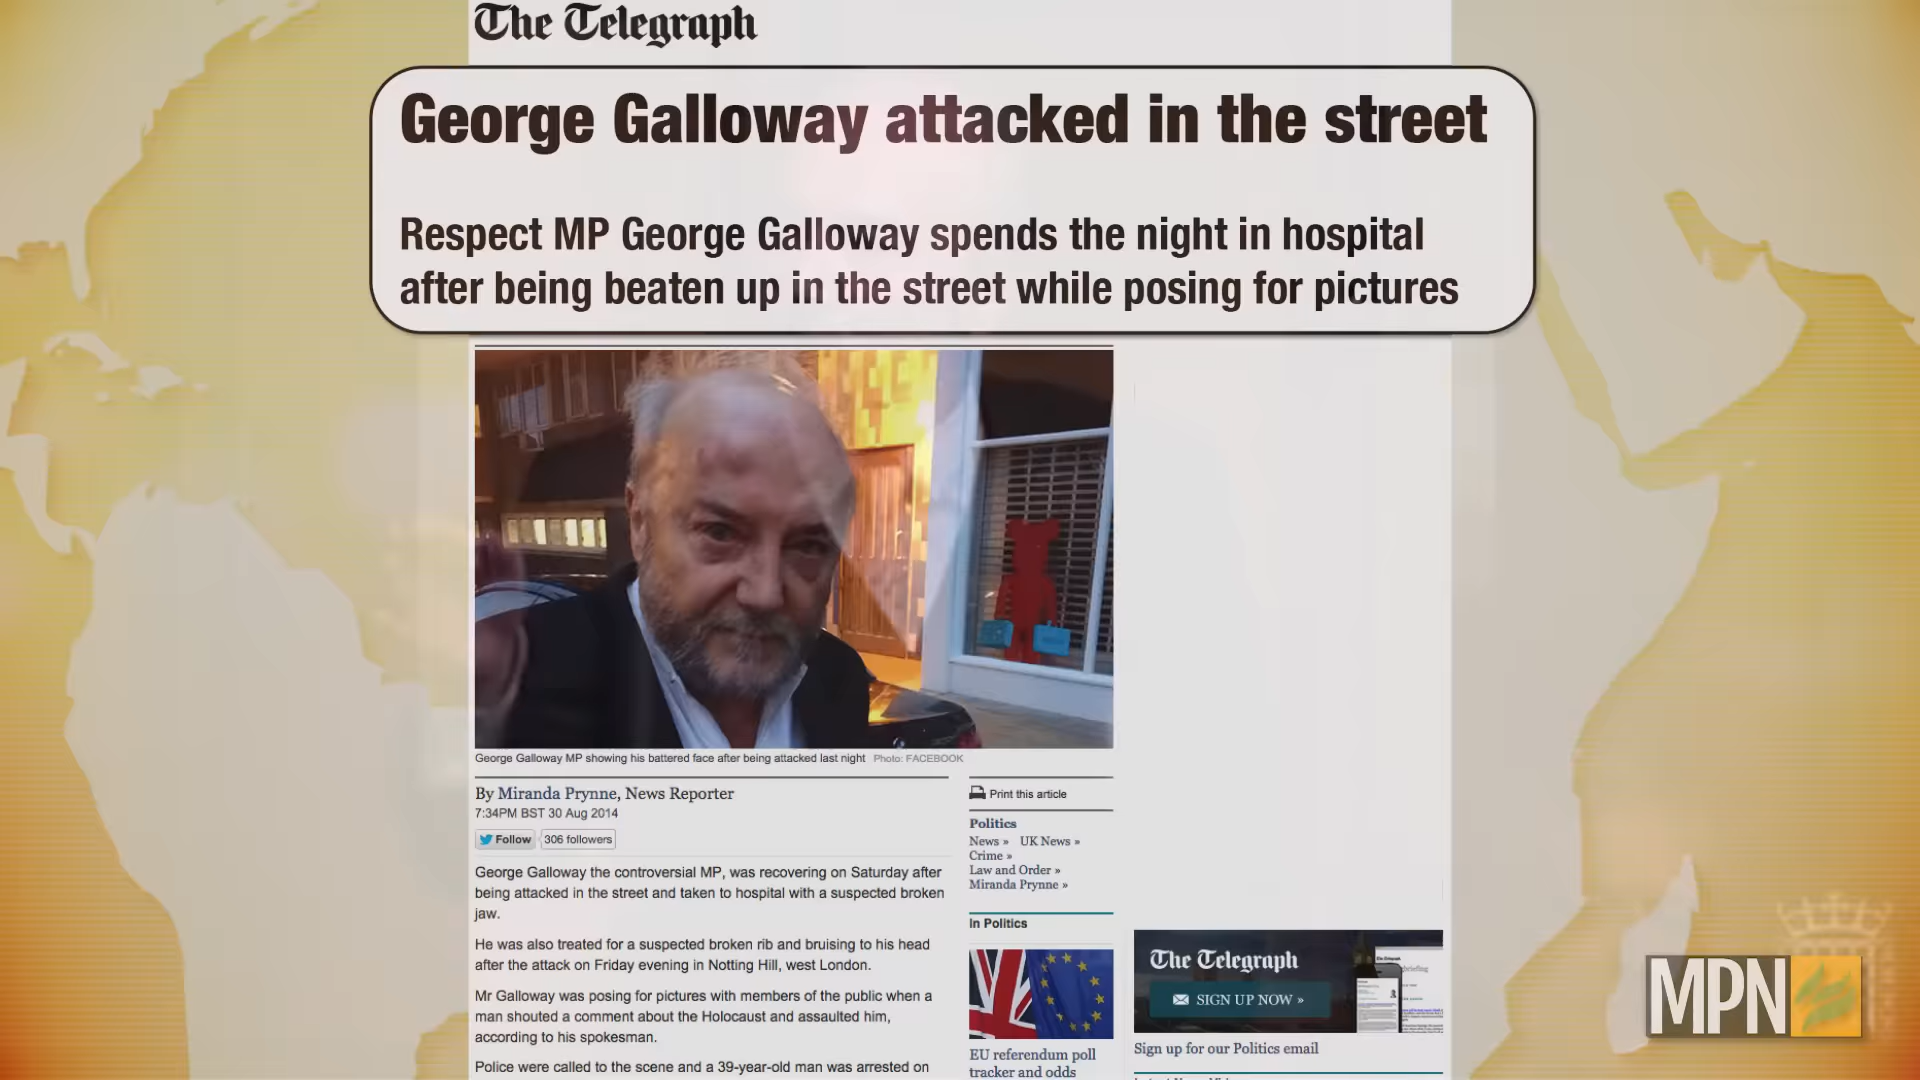 The Telegraph
George Galloway attacked in the street
Respect MP George Galloway spends the night in hospital
after being beaten up in the street while posing for pictures
George Galloway MP showing his battered face after being attacked last night Photo: FACEBOOK
By Miranda Prynne, News Reporter
7:34PM BST 30 Aug 2014
Follow 306 followers
George Galloway the controversial MP, was recovering on Saturday after
being attacked in the street and taken to hospital with a suspected broken
jaw.
He was also treated for a suspected broken rib and bruising to his head
after the attack on Friday evening in Notting Hill, west London.
Mr Galloway was posing for pictures with members of the public when a
man shouted a comment about the Holocaust and assaulted him,
according to his spokesman.
Police were called to the scene and a 39-year-old man was arrested on
Print this article
Politics
News » UK News »
Crime »
Law and Order »
Miranda Prynne »
In Politics
EU referendum poll
tracker and odds
The Telegraph
SIGN UP NOW »
Sign up for our Politics email
MPN